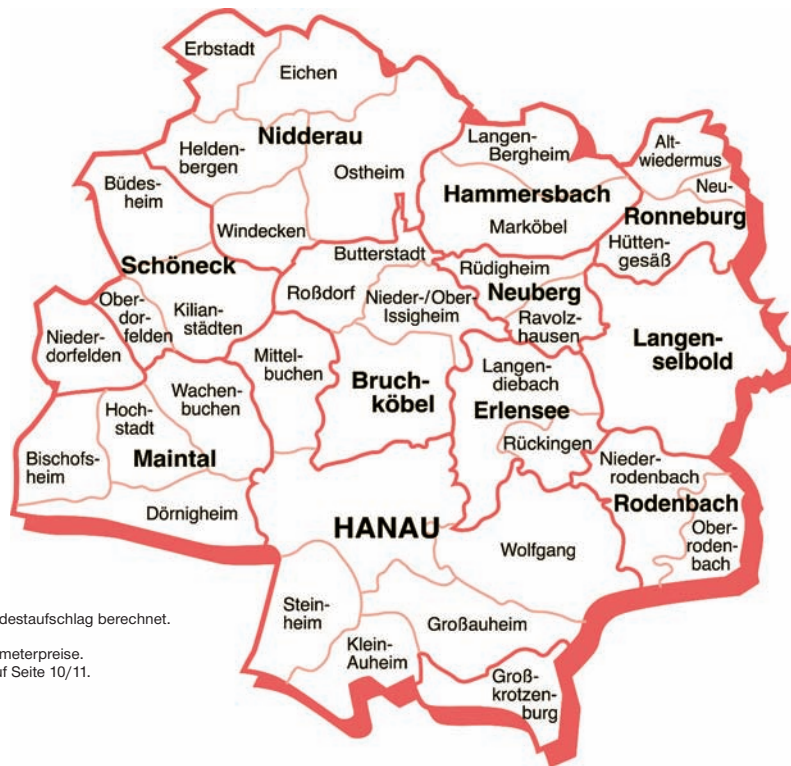 Erbstadt
Eichen
Nidderau
Helden-
bergen
Ostheim
Windecken
Langen-
Bergheim
Hammersbach
Marköbel
Alt-
wiedermus
Neu-
Ronneburg
Hütten-
gesäß
Büdes-
heim
Schöneck
Ober-
dor-
felden
Kilian-
städten
Nieder-
dorfelden
Butterstadt
Roßdorf
Nieder-/Ober-
Issigheim
Bruch-
köbel
Rüdigheim
Neuberg
Ravolz-
hausen
Langen-
selbold
Mittel-
buchen
Wachen-
buchen
Hoch-
stadt
Bischofs-
heim
Maintal
Dörnigheim
Langen-
diebach
Erlensee
Rückingen
Nieder-
rodenbach
Rodenbach
Ober-
roden-
bach
HANAU
Wolfgang
Stein-
heim
Großauheim
Klein-
Auheim
Groß-
krotzen-
burg
destaufschlag berechnet.
meterpreise.
uf Seite 10/11.